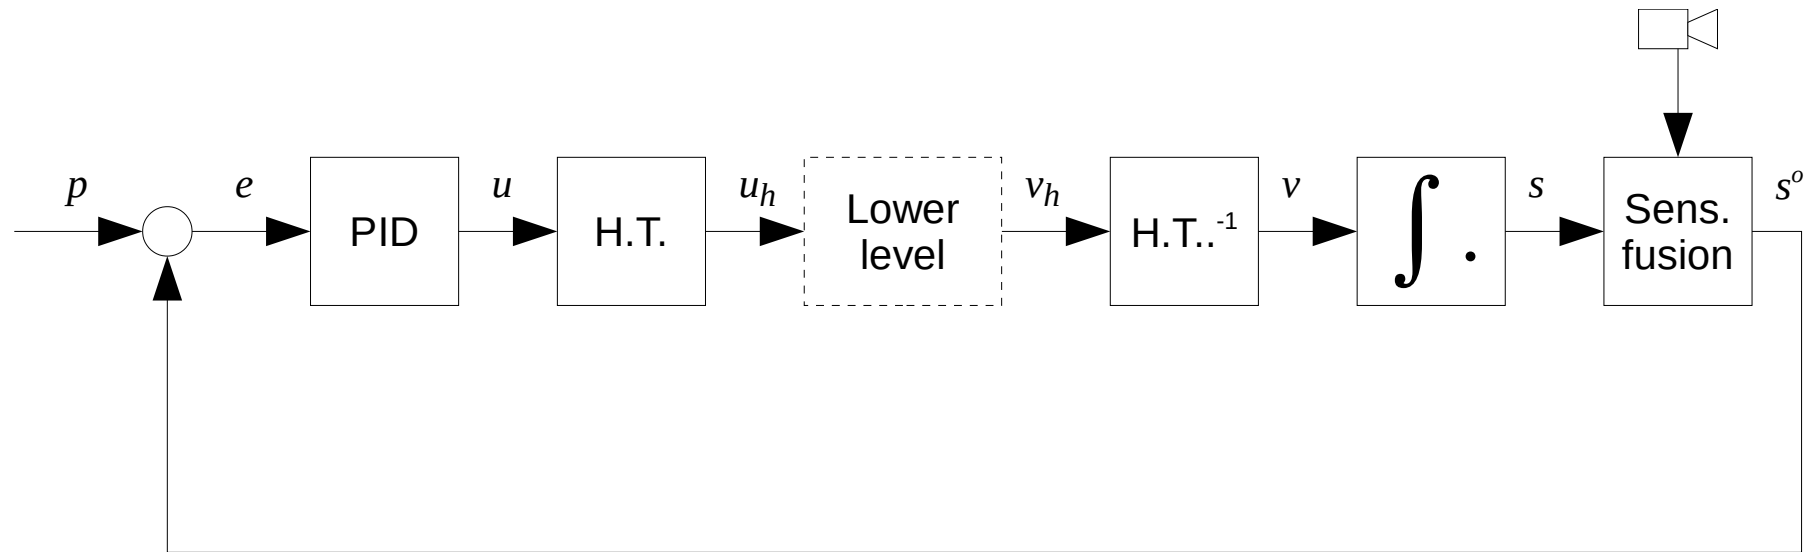 p
e
PID
u
H.T.
u_h
Lower
level
v_h
H.T..^-1
v
∫ .
s
Sens.
fusion
s^o